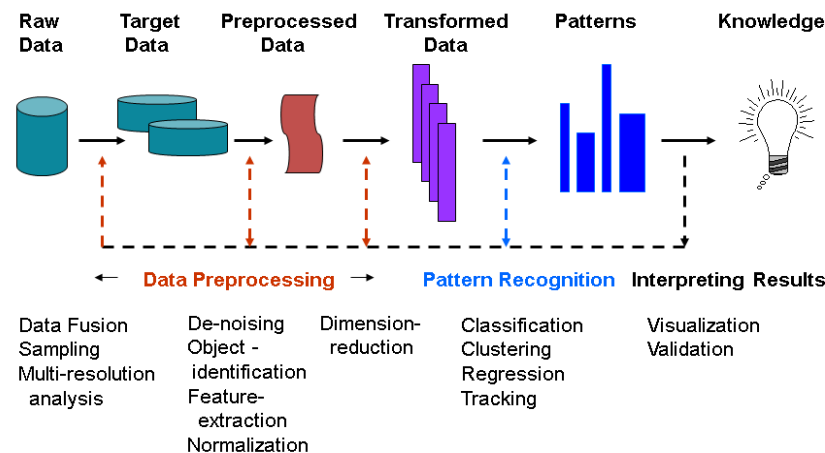 Raw Data
Target Data
Preprocessed Data
Transformed Data
Patterns
Knowledge
Data Preprocessing
Pattern Recognition
Interpreting Results
Data Fusion
Sampling
Multi-resolution
analysis
De-noising
Object -
identification
Feature-
extraction
Normalization
Dimension-
reduction
Classification
Clustering
Regression
Tracking
Visualization
Validation